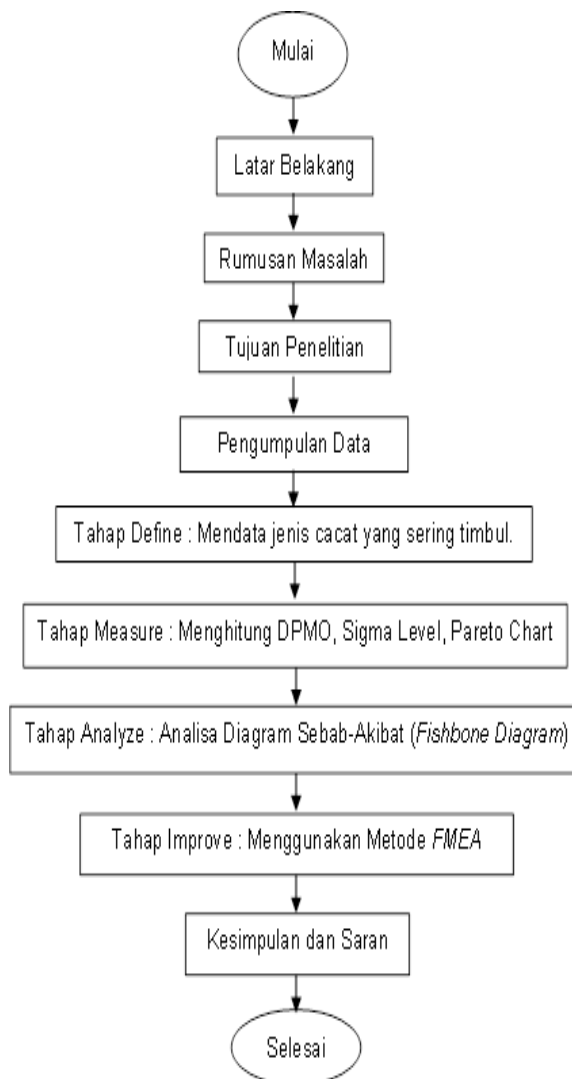 Mulai
Latar Belakang
Rumusan Masalah
Tujuan Penelitian
Pengumpulan Data
Tahap Define : Mendata jenis cacat yang sering timbul.
Tahap Measure : Menghitung DPMO, Sigma Level, Pareto Chart
Tahap Analyze : Analisa Diagram Sebab-Akibat (Fishbone Diagram)
Tahap Improve : Menggunakan Metode FMEA
Kesimpulan dan Saran
Selesai